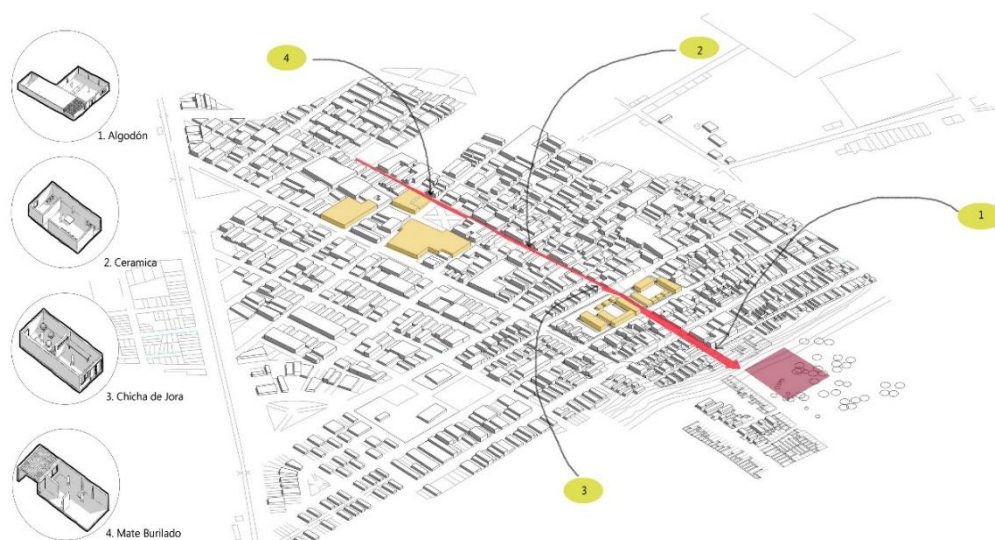 4
2
1. Algodón
1
2. Ceramica
3. Chicha de Jora
3
4. Mate Burilado